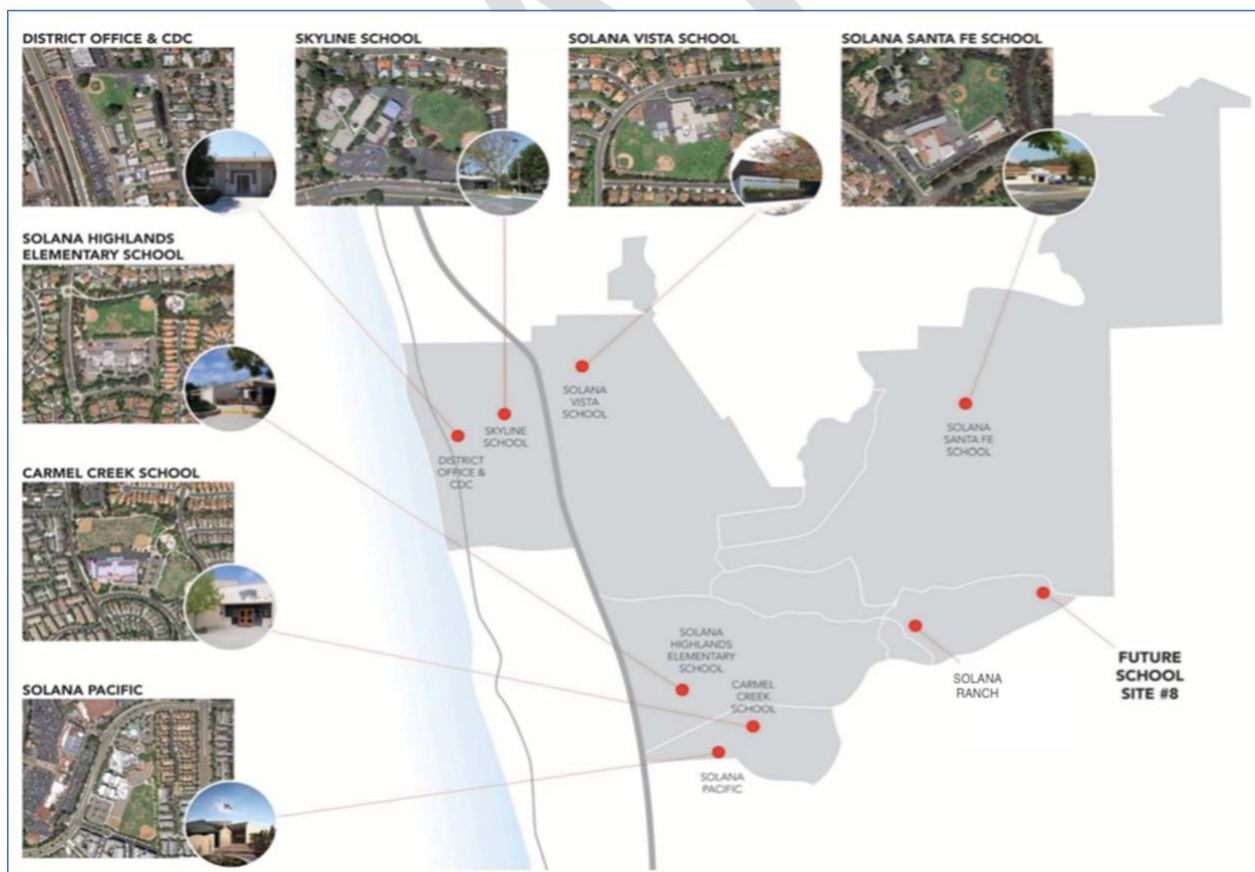 DISTRICT OFFICE & CDC
SKYLINE SCHOOL
SOLANA VISTA SCHOOL
SOLANA SANTA FE SCHOOL
SOLANA HIGHLANDS
ELEMENTARY SCHOOL
CARMEL CREEK SCHOOL
SOLANA PACIFIC
SOLANA
VISTA
SCHOOL
SKYLINE
SCHOOL
DISTRICT
OFFICE &
CDC
SOLANA
SANTA FE
SCHOOL
SOLANA
HIGHLANDS
ELEMENTARY
SCHOOL
CARMEL
CREEK
SCHOOL
SOLANA
PACIFIC
SOLANA
RANCH
FUTURE
SCHOOL
SITE #8